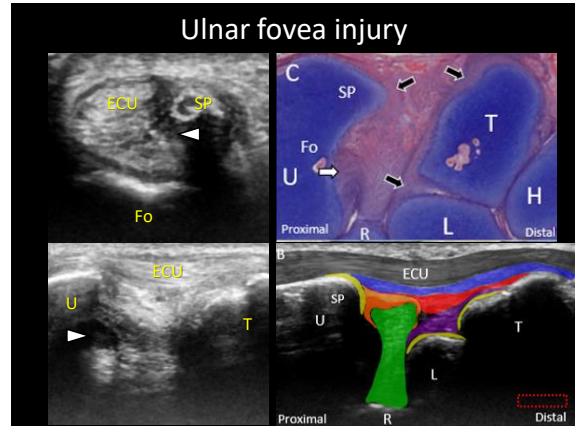 Ulnar fovea injury
ECU
SP
Fo
C
SP
T
Fo
U
H
L
R
Proximal
Distal
ECU
U
T
B
ECU
SP
U
T
L
R
Proximal
Distal